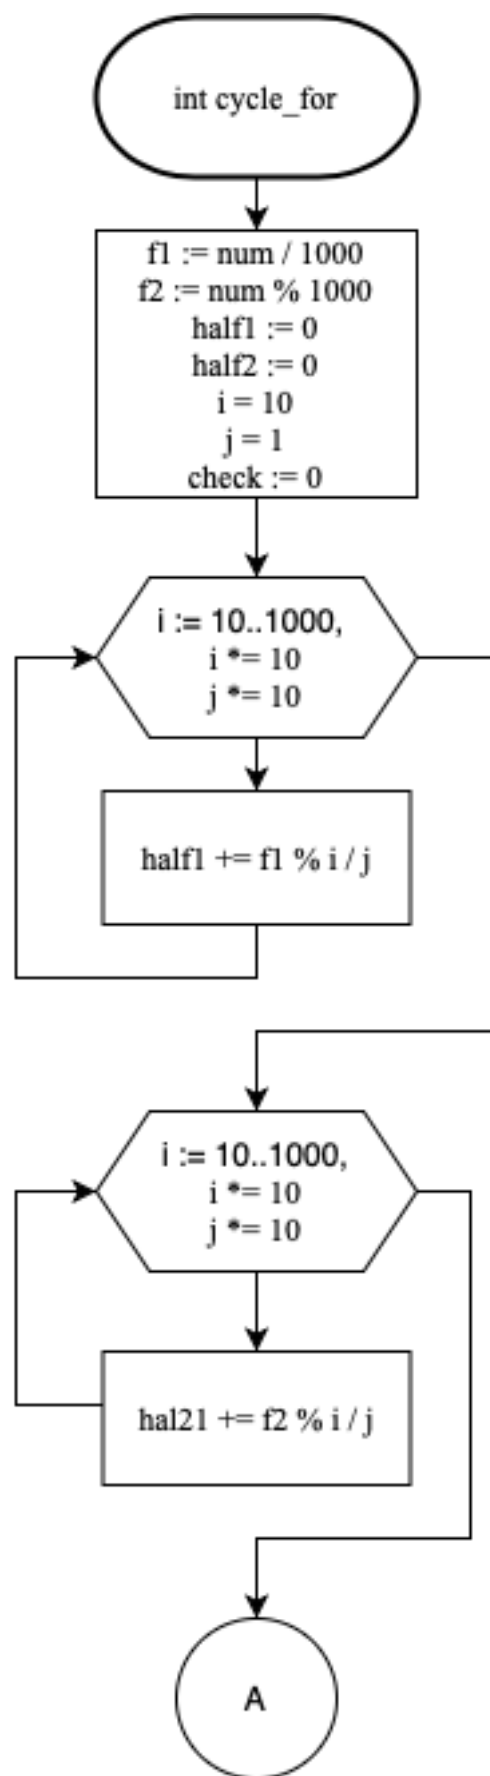 int cycle_for
f1 := num / 1000
f2 := num % 1000
half1 := 0
half2 := 0
i = 10
j = 1
check := 0
i := 10..1000,
i *= 10
j *= 10
half1 += f1 % i / j
i := 10..1000,
i *= 10
j *= 10
hal21 += f2 % i / j
A